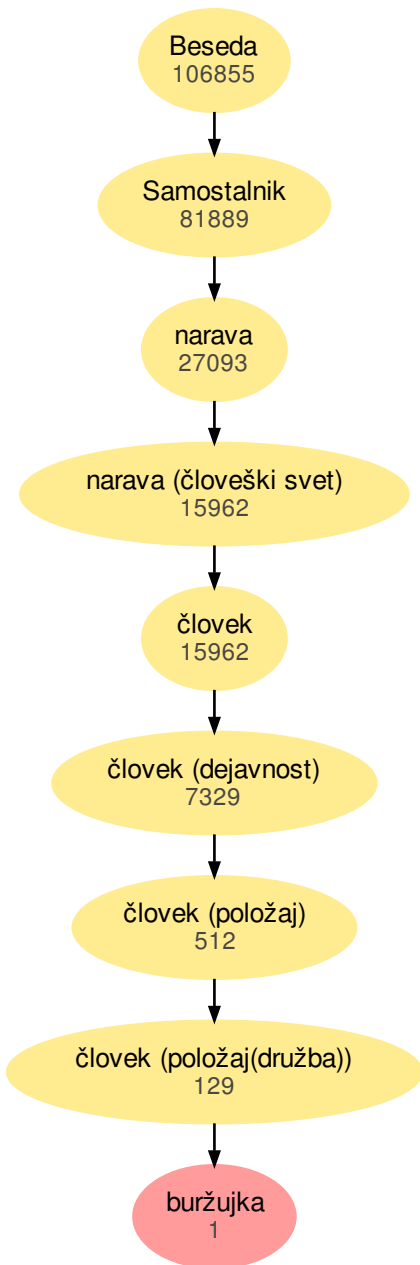 Beseda
106855
Samostalnik
81889
narava
27093
narava (človeški svet)
15962
človek
15962
človek (dejavnost)
7329
človek (položaj)
512
človek (položaj(družba))
129
buržujka
1